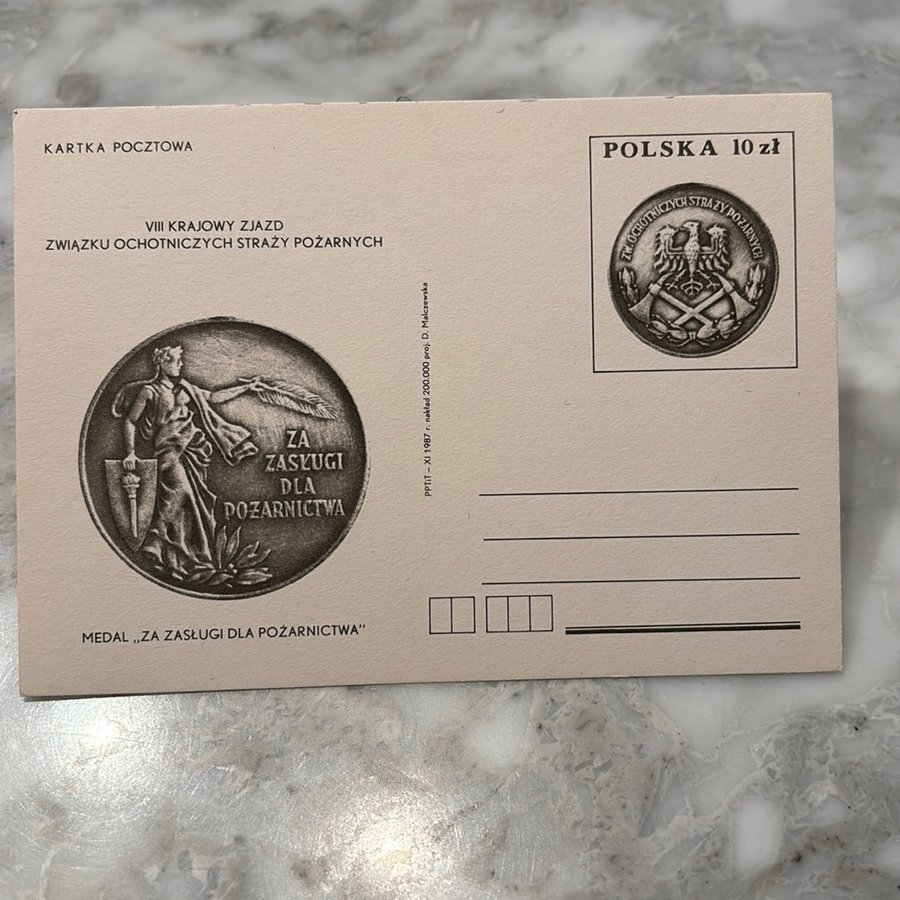 KARTKA POCZTOWA
VIII KRAJOWY ZJAZD
ZWIĄZKU OCHOTNICZYCH STRAŻY POŻARNYCH
ZA
ZASŁUGI
DLA
POŻARNICTWA
MEDAL „ZA ZASŁUGI DLA POŻARNICTWA”
PPTiT – XI 1987 r. nakład 200.000 proj. D. Malczewska
POLSKA 10 zł
ZW. OCHOTNICZYCH STRAŻY POŻARNYCH